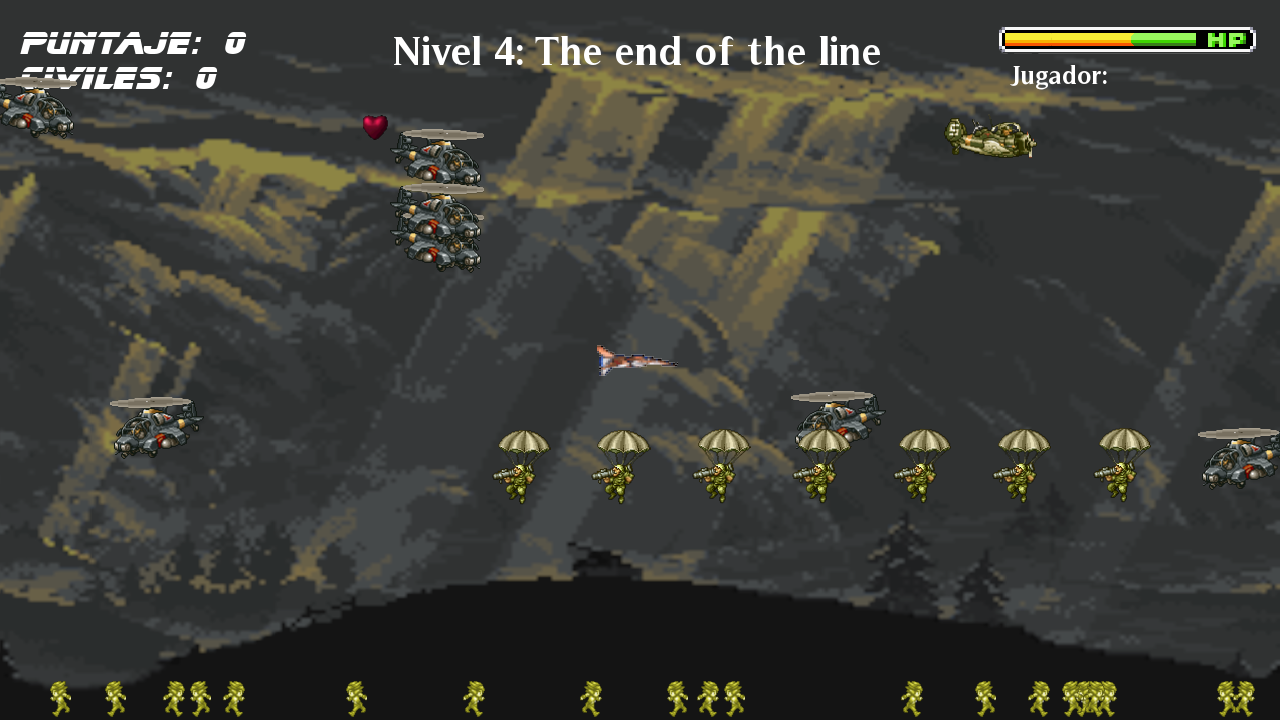 PUNTAJE: 0
Nivel 4: The end of the line
HP
CIVILES: 0
Jugador: